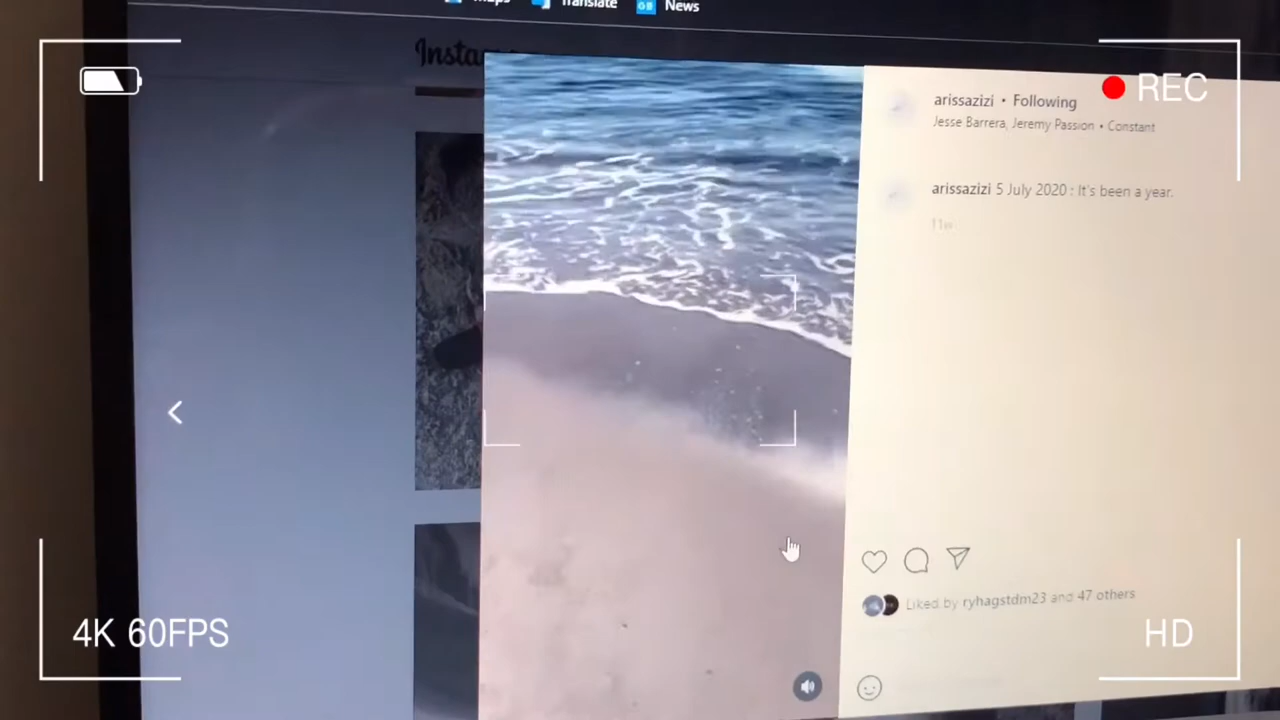 Translate
News
Insta
arissazizi • Following
Jesse Barrera, Jeremy Passion • Constant
REC
arissazizi 5 July 2020 : It's been a year.
Liked by ryhagstdm23 and 47 others
4K 60FPS
HD